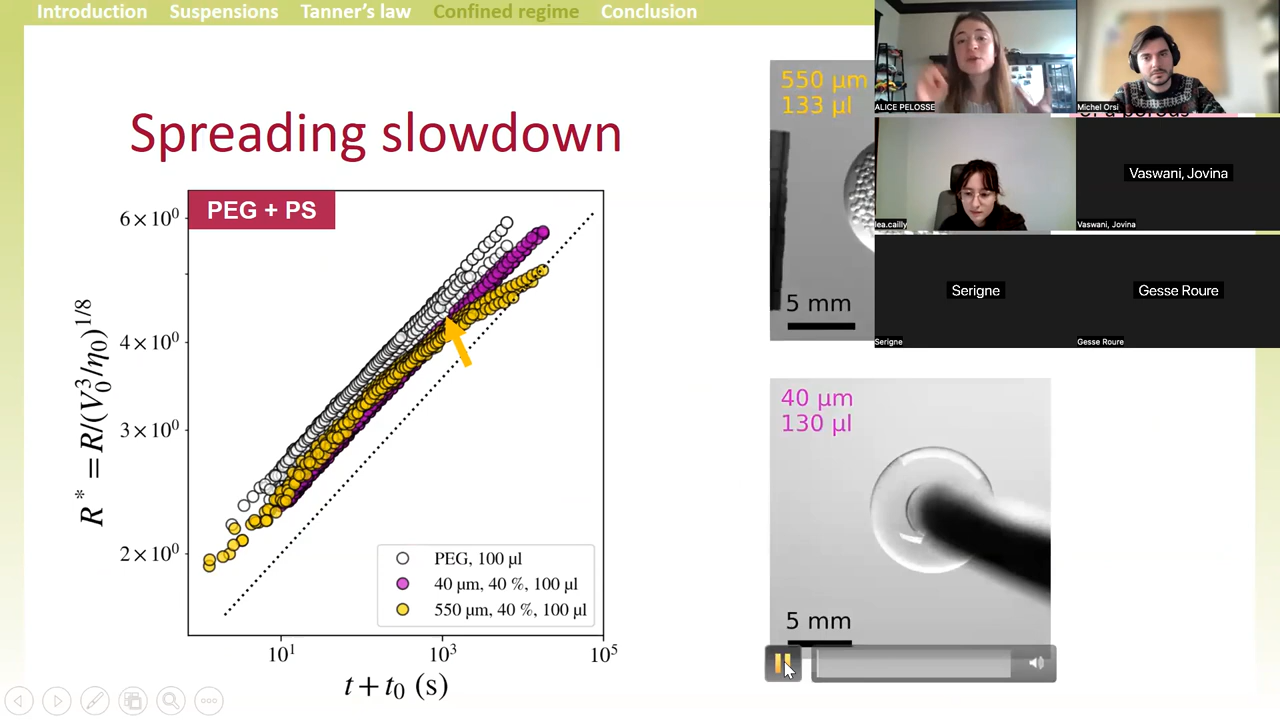 Introduction Suspensions Tanner's law Confined regime Conclusion
Spreading slowdown
PEG + PS
R* = R/(V₀³/η₀)^1/8
6 × 10⁰
4 × 10⁰
3 × 10⁰
2 × 10⁰
PEG, 100 µl
40 µm, 40 %, 100 µl
550 µm, 40 %, 100 µl
10¹ 10³ 10⁵
t + t₀ (s)
550 µm
133 µl
5 mm
40 µm
130 µl
5 mm
ALICE PELOSSE
Michel Orsi
lea.cailly
Vaswani, Jovina
Vaswani, Jovina
Serigne
Serigne
Gesse Roure
Gesse Roure